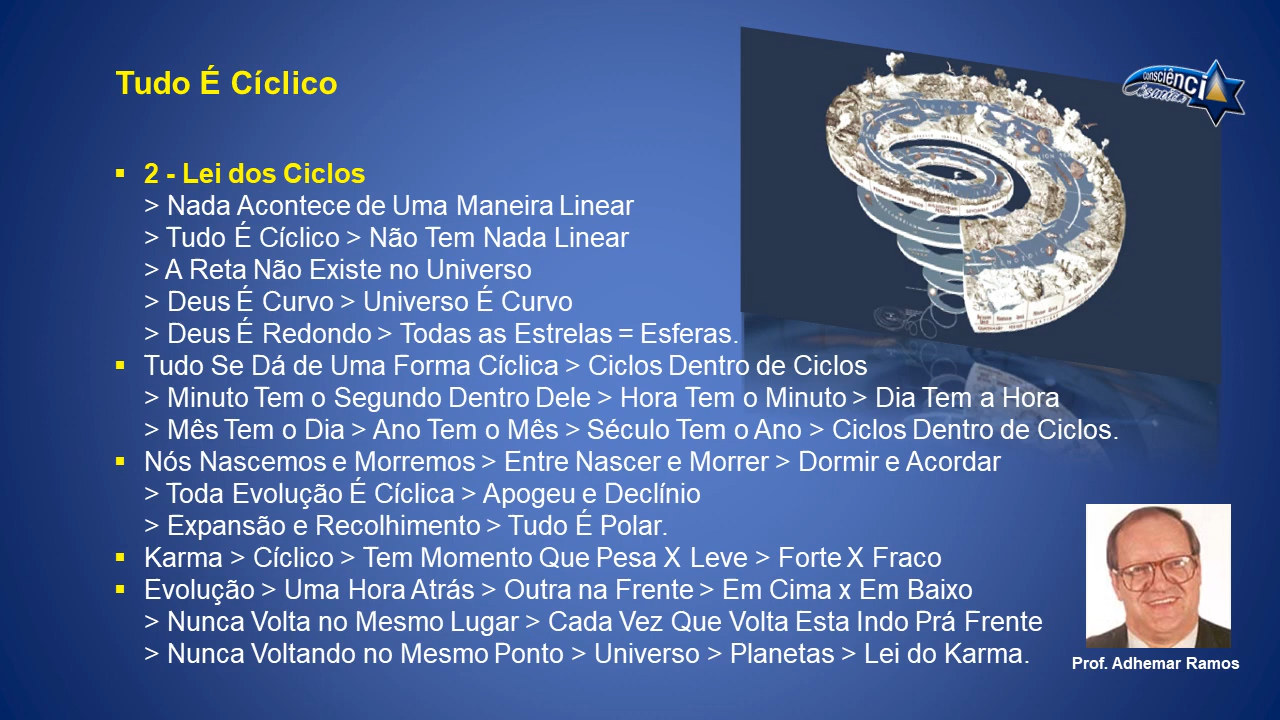 Tudo É Cíclico
Consciênci
Cósmica
▪ 2 - Lei dos Ciclos
> Nada Acontece de Uma Maneira Linear
> Tudo É Cíclico > Não Tem Nada Linear
> A Reta Não Existe no Universo
> Deus É Curvo > Universo É Curvo
> Deus É Redondo > Todas as Estrelas = Esferas.
▪ Tudo Se Dá de Uma Forma Cíclica > Ciclos Dentro de Ciclos
> Minuto Tem o Segundo Dentro Dele > Hora Tem o Minuto > Dia Tem a Hora
> Mês Tem o Dia > Ano Tem o Mês > Século Tem o Ano > Ciclos Dentro de Ciclos.
▪ Nós Nascemos e Morremos > Entre Nascer e Morrer > Dormir e Acordar
> Toda Evolução É Cíclica > Apogeu e Declínio
> Expansão e Recolhimento > Tudo É Polar.
▪ Karma > Cíclico > Tem Momento Que Pesa X Leve > Forte X Fraco
▪ Evolução > Uma Hora Atrás > Outra na Frente > Em Cima x Em Baixo
> Nunca Volta no Mesmo Lugar > Cada Vez Que Volta Esta Indo Prá Frente
> Nunca Voltando no Mesmo Ponto > Universo > Planetas > Lei do Karma.
Prof. Adhemar Ramos